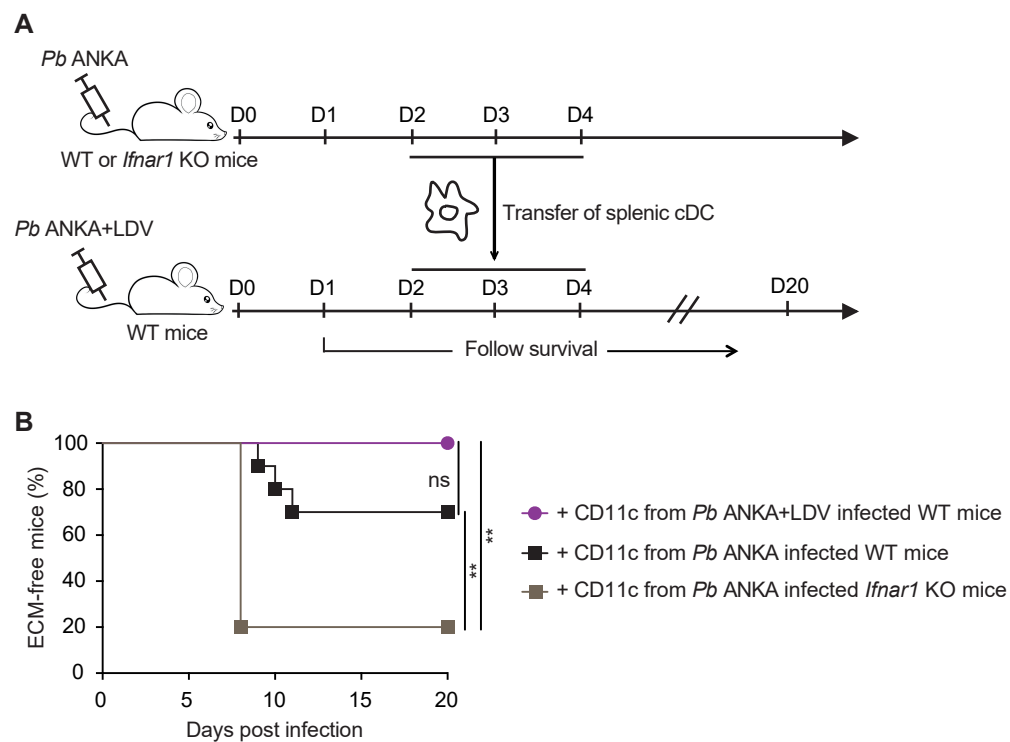 A
Pb ANKA
D0 D1 D2 D3 D4
WT or Ifnar1 KO mice
Transfer of splenic cDC
Pb ANKA+LDV
D0 D1 D2 D3 D4 D20
WT mice
Follow survival
B
ECM-free mice (%)
100
80
60
40
20
0
0 5 10 15 20
Days post infection
ns
**
**
+ CD11c from Pb ANKA+LDV infected WT mice
+ CD11c from Pb ANKA infected WT mice
+ CD11c from Pb ANKA infected Ifnar1 KO mice